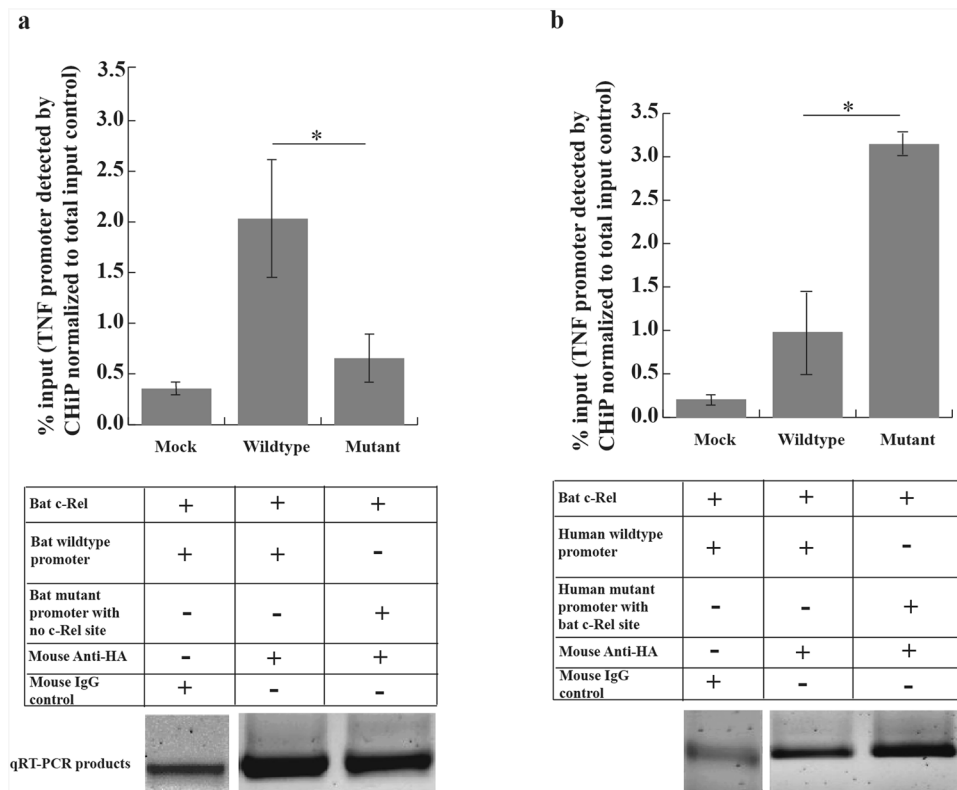 a
% input (TNF promoter detected by
CHiP normalized to total input control)
3.5
3.0
2.5
2.0
1.5
1.0
0.5
0.0
*
Mock Wildtype Mutant
Bat c-Rel + + +
Bat wildtype
promoter + + -
Bat mutant
promoter with
no c-Rel site - - +
Mouse Anti-HA - + +
Mouse IgG
control + - -
qRT-PCR products
b
% input (TNF promoter detected by
CHiP normalized to total input control)
3.5
3.0
2.5
2.0
1.5
1.0
0.5
0.0
*
Mock Wildtype Mutant
Bat c-Rel + + +
Human wildtype
promoter + + -
Human mutant
promoter with
bat c-Rel site - - +
Mouse Anti-HA - + +
Mouse IgG
control + - -